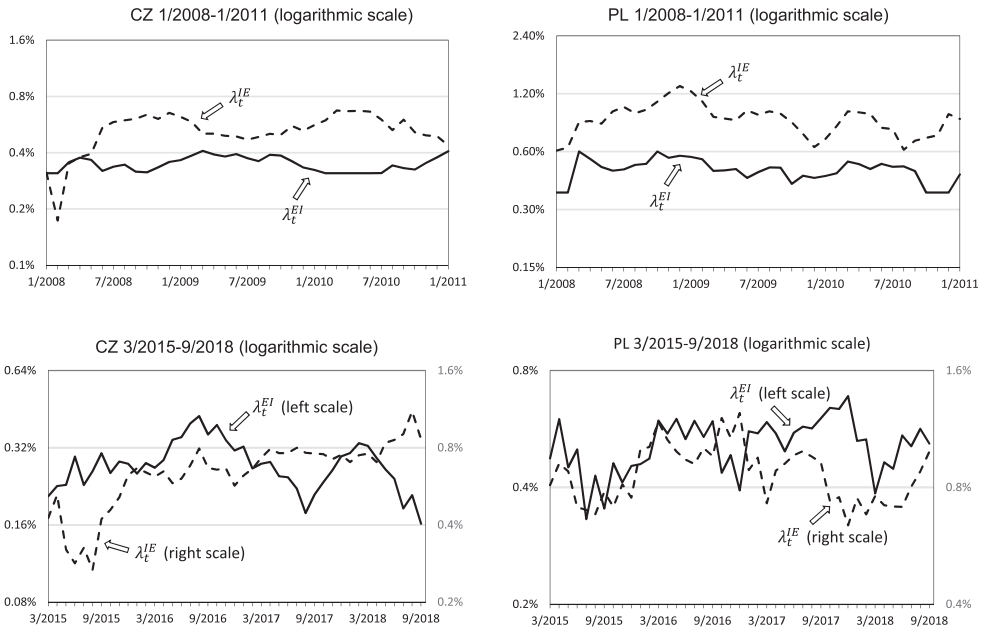 CZ 1/2008-1/2011 (logarithmic scale)
1.6%
0.8%
0.4%
0.2%
0.1%
λ_t^{IE}
λ_t^{EI}
1/2008 7/2008 1/2009 7/2009 1/2010 7/2010 1/2011
PL 1/2008-1/2011 (logarithmic scale)
2.40%
1.20%
0.60%
0.30%
0.15%
λ_t^{IE}
λ_t^{EI}
1/2008 7/2008 1/2009 7/2009 1/2010 7/2010 1/2011
CZ 3/2015-9/2018 (logarithmic scale)
0.64%
0.32%
0.16%
0.08%
1.6%
0.8%
0.4%
0.2%
λ_t^{EI} (left scale)
λ_t^{IE} (right scale)
3/2015 9/2015 3/2016 9/2016 3/2017 9/2017 3/2018 9/2018
PL 3/2015-9/2018 (logarithmic scale)
0.8%
0.4%
0.2%
1.6%
0.8%
0.4%
λ_t^{EI} (left scale)
λ_t^{IE} (right scale)
3/2015 9/2015 3/2016 9/2016 3/2017 9/2017 3/2018 9/2018